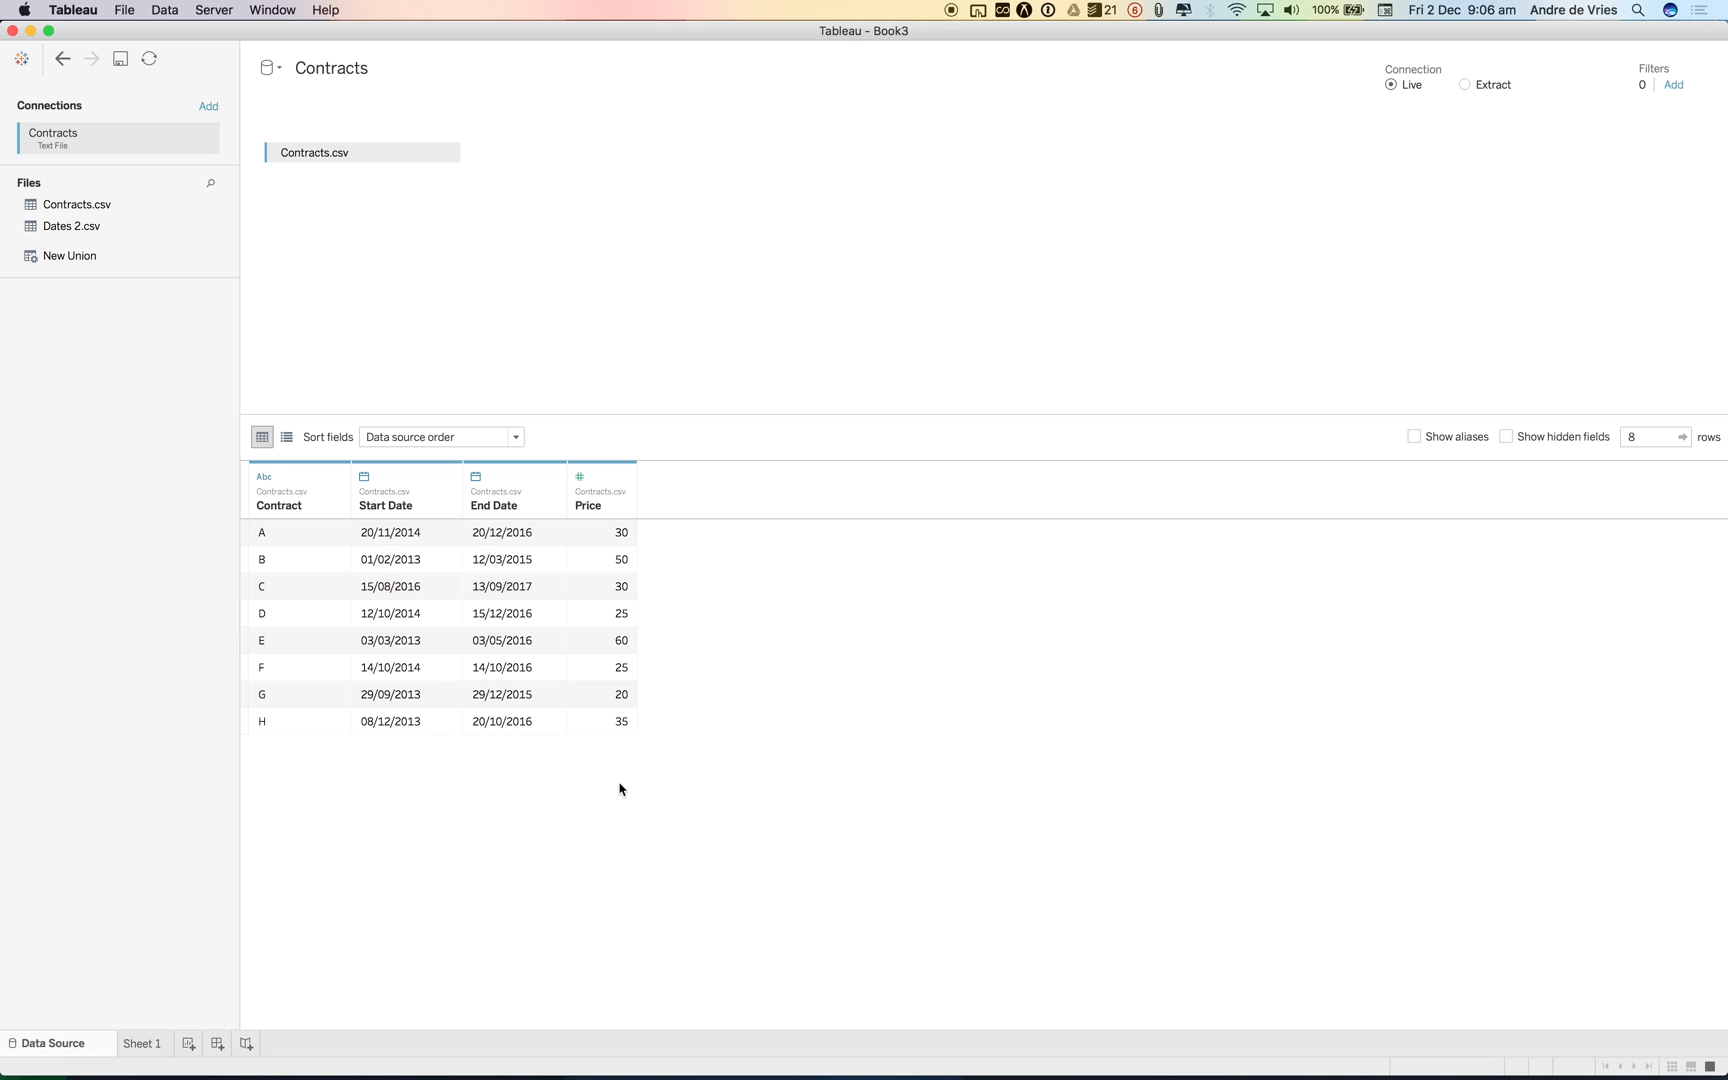 Tableau File Data Server Window Help 21 6 100% Fri 2 Dec 9:06 am Andre de Vries
Tableau - Book3
Contracts
Connection
Live Extract
Filters
0 Add
Connections Add
Contracts
Text File
Contracts.csv
Files
Contracts.csv
Dates 2.csv
New Union
Sort fields Data source order Show aliases Show hidden fields 8 rows
Abc #
Contracts.csv Contracts.csv Contracts.csv Contracts.csv
Contract Start Date End Date Price
A 20/11/2014 20/12/2016 30
B 01/02/2013 12/03/2015 50
C 15/08/2016 13/09/2017 30
D 12/10/2014 15/12/2016 25
E 03/03/2013 03/05/2016 60
F 14/10/2014 14/10/2016 25
G 29/09/2013 29/12/2015 20
H 08/12/2013 20/10/2016 35
Data Source Sheet 1